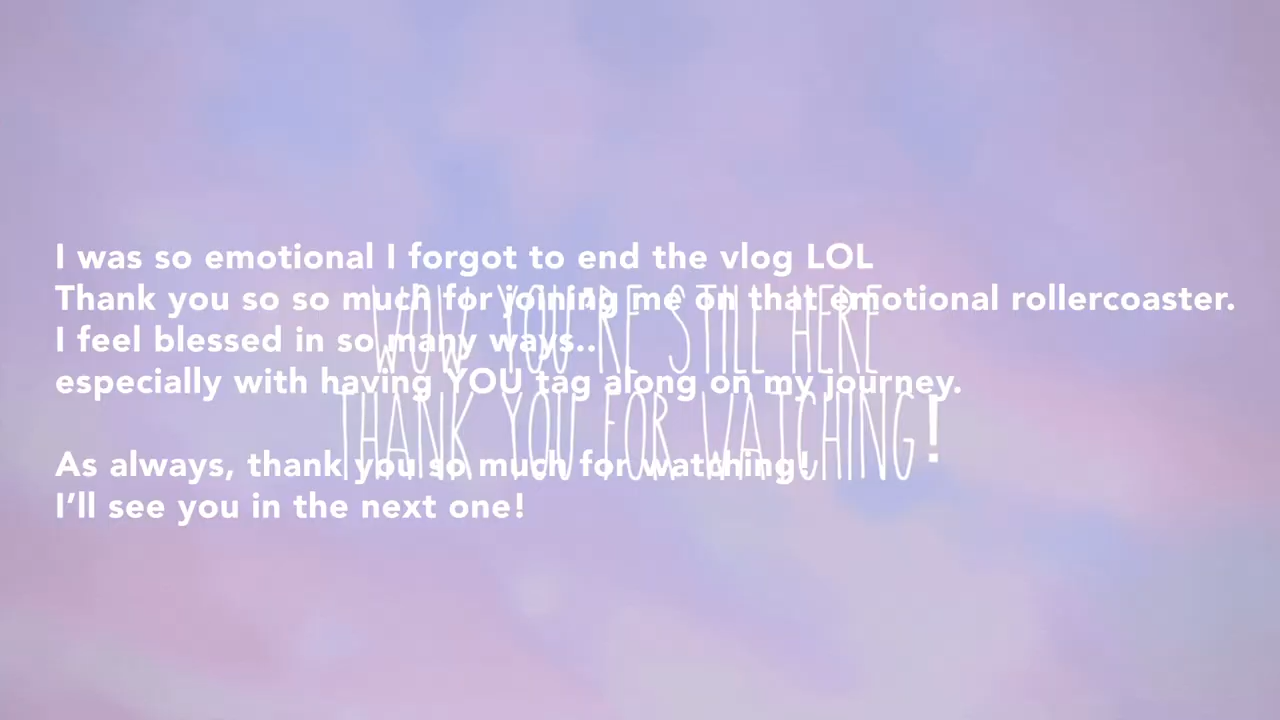 I was so emotional I forgot to end the vlog LOL
Thank you so so much for joining me on that emotional rollercoaster.
I feel blessed in so many ways..
especially with having YOU tag along on my journey.
As always, thank you so much for watching!
I’ll see you in the next one!
WOW YOU'RE STILL HERE
THANK YOU FOR WATCHING!